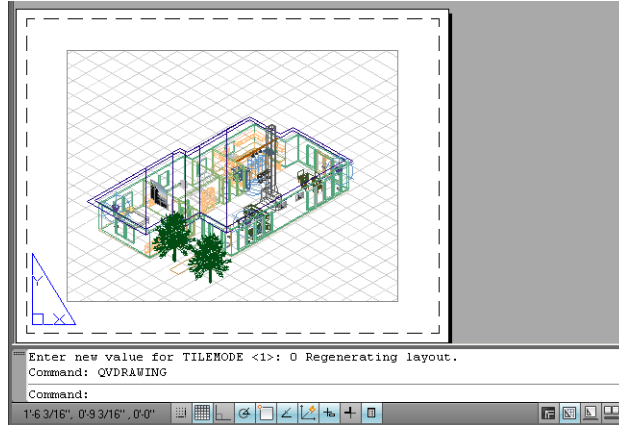 Y
X
Enter new value for TILEMODE <1>: 0 Regenerating layout.
Command: QVDRAWING
Command:
1'-6 3/16", 0'-9 3/16" , 0'-0"